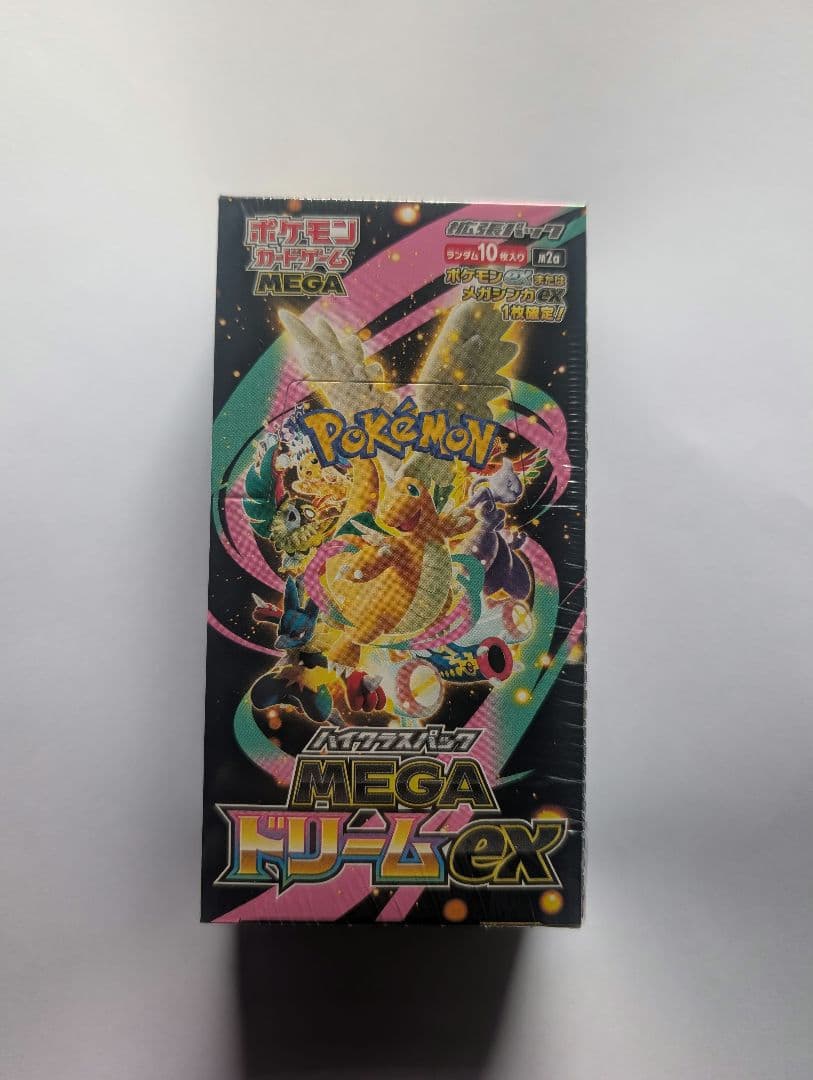 ポケモン
カードゲーム
MEGA
拡張パック
ランダム10枚入り M2a
ポケモンexまたは
メガシンカex
1枚確定!
POKéMON
ハイクラスパック
MEGA
ドリームex